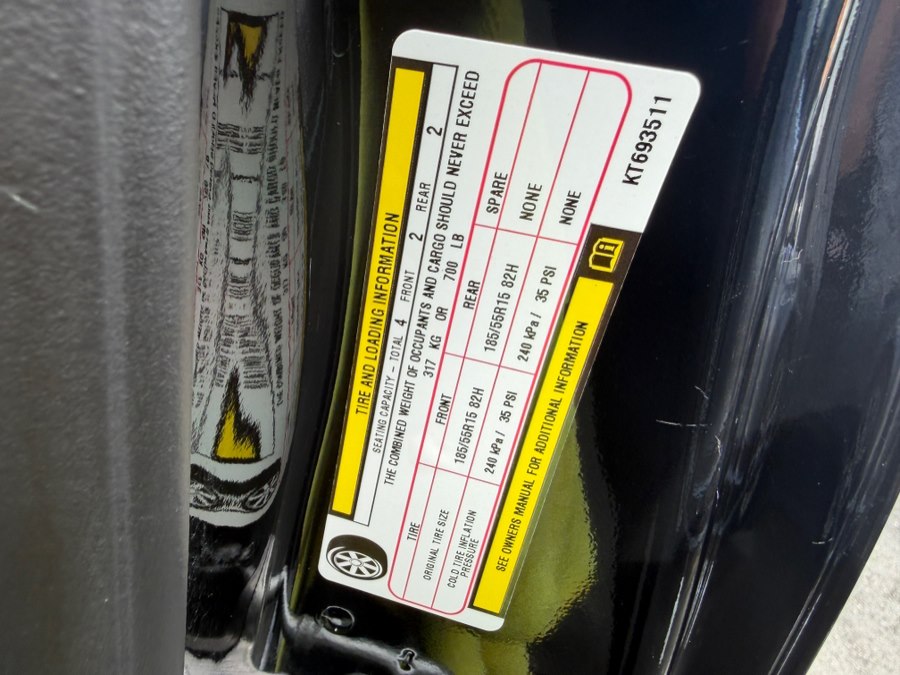 TIRE AND LOADING INFORMATION
SEATING CAPACITY – TOTAL 4 FRONT 2 REAR 2
THE COMBINED WEIGHT OF OCCUPANTS AND CARGO SHOULD NEVER EXCEED
317 KG OR 700 LB
TIRE FRONT REAR SPARE
ORIGINAL TIRE SIZE 185/55R15 82H 185/55R15 82H NONE
COLD TIRE INFLATION PRESSURE 240 kPa / 35 PSI 240 kPa / 35 PSI NONE
SEE OWNERS MANUAL FOR ADDITIONAL INFORMATION
KT693511